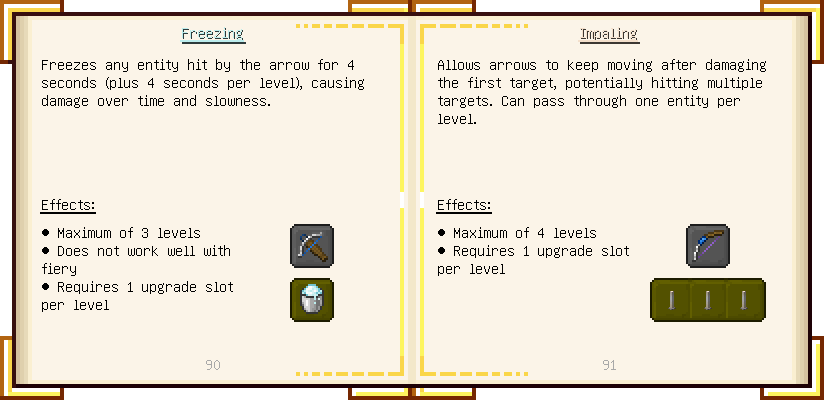 Freezing
Freezes any entity hit by the arrow for 4
seconds (plus 4 seconds per level), causing
damage over time and slowness.
Effects:
● Maximum of 3 levels
● Does not work well with
fiery
● Requires 1 upgrade slot
per level
90
Impaling
Allows arrows to keep moving after damaging
the first target, potentially hitting multiple
targets. Can pass through one entity per
level.
Effects:
● Maximum of 4 levels
● Requires 1 upgrade slot
per level
91